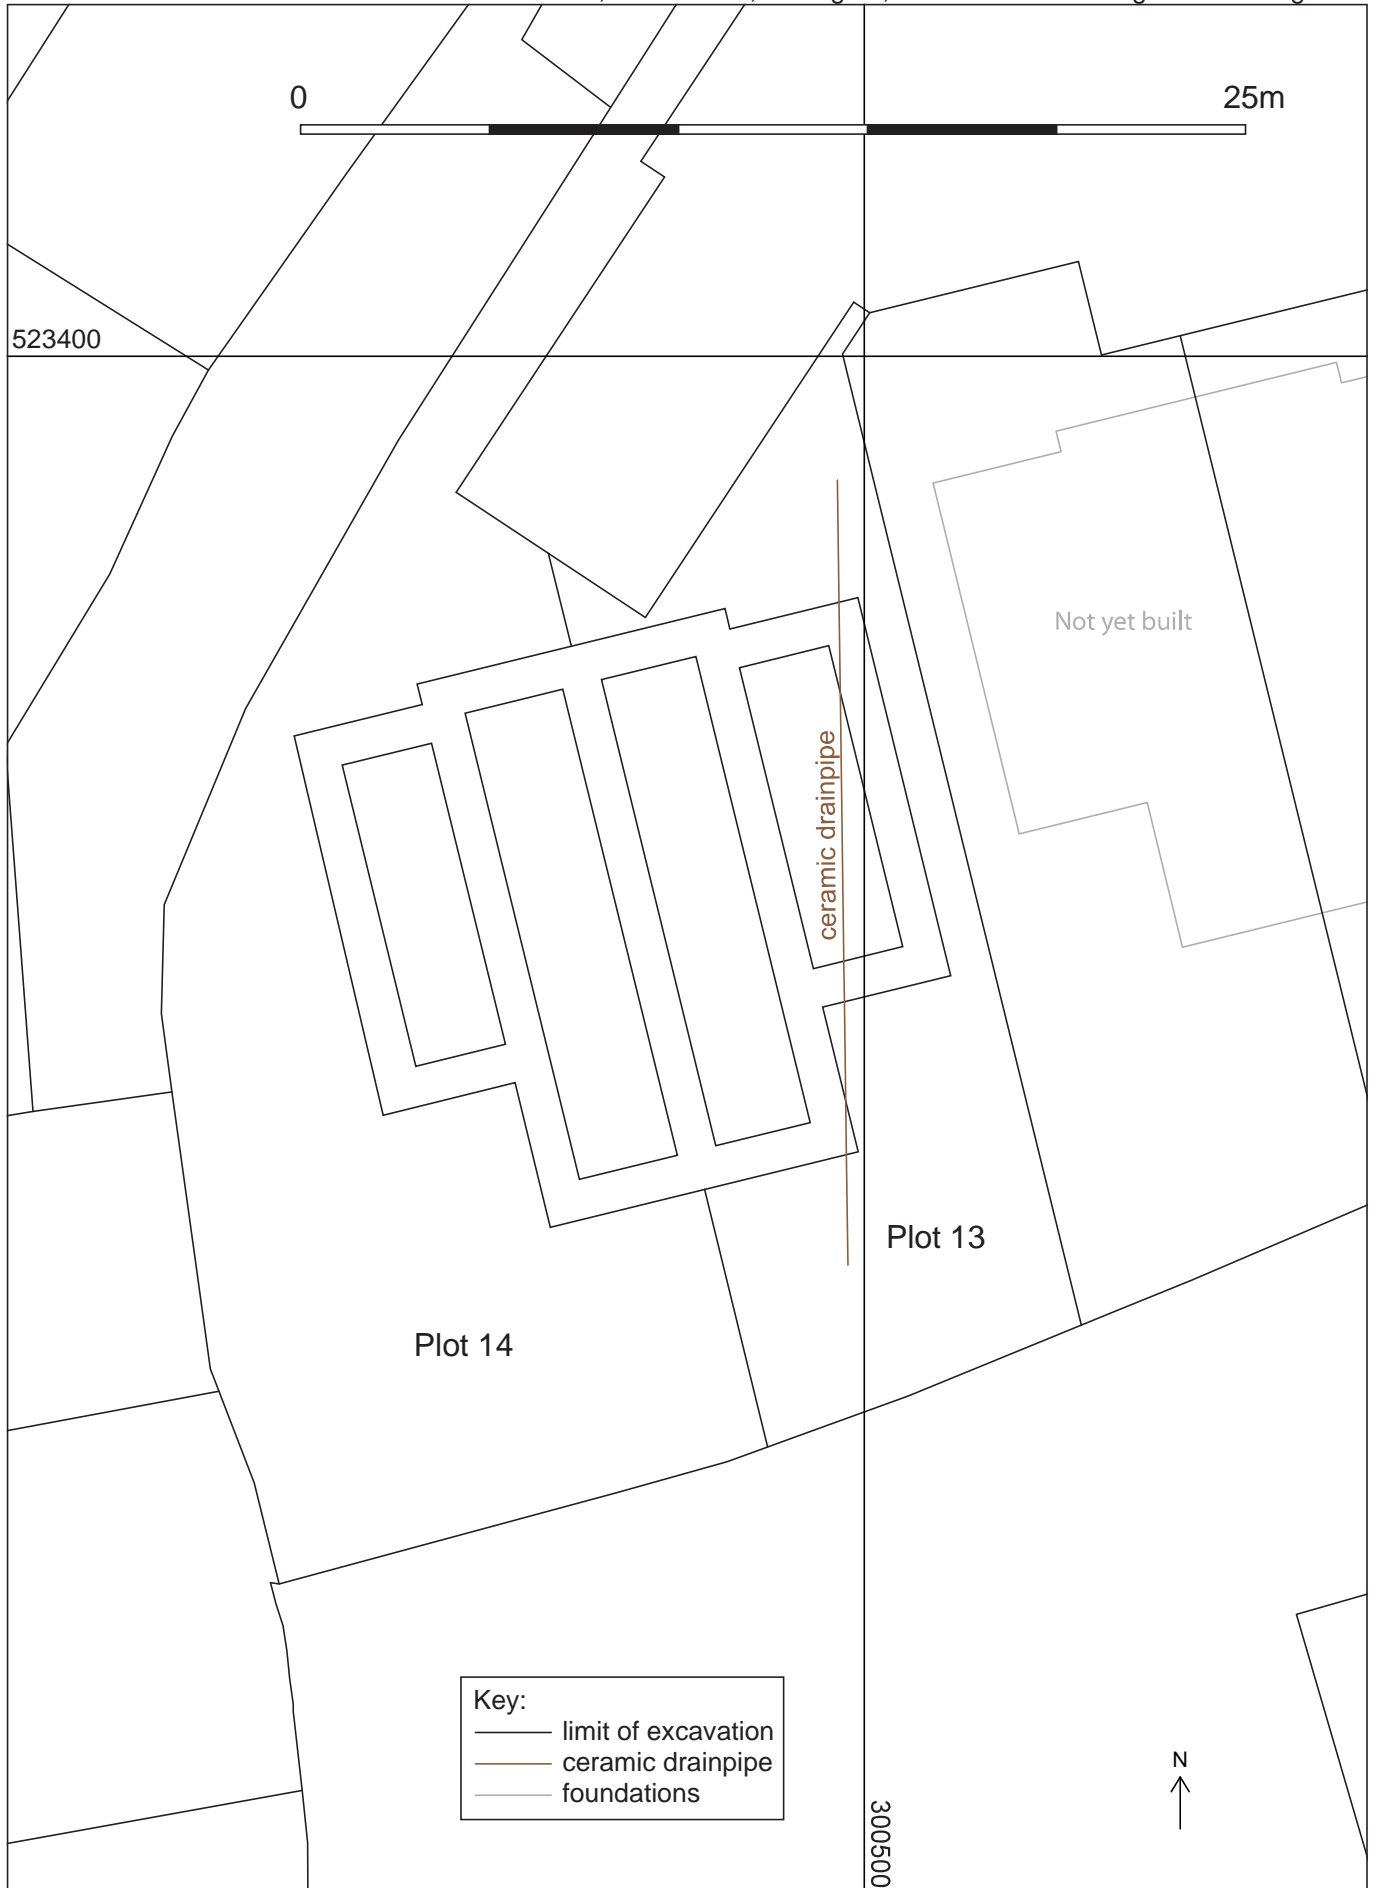 0
25m
523400
Not yet built
ceramic drainpipe
Plot 13
Plot 14
Key:
limit of excavation
ceramic drainpipe
foundations
N
300500